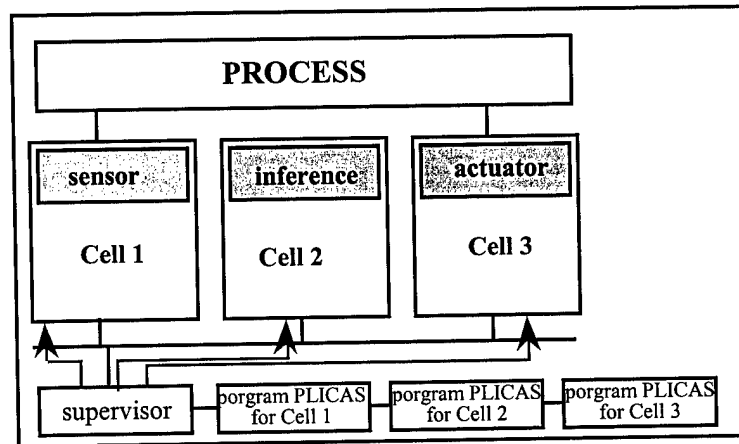 PROCESS
sensor
inference
actuator
Cell 1
Cell 2
Cell 3
supervisor
porgram PLICAS
for Cell 1
porgram PLICAS
for Cell 2
porgram PLICAS
for Cell 3